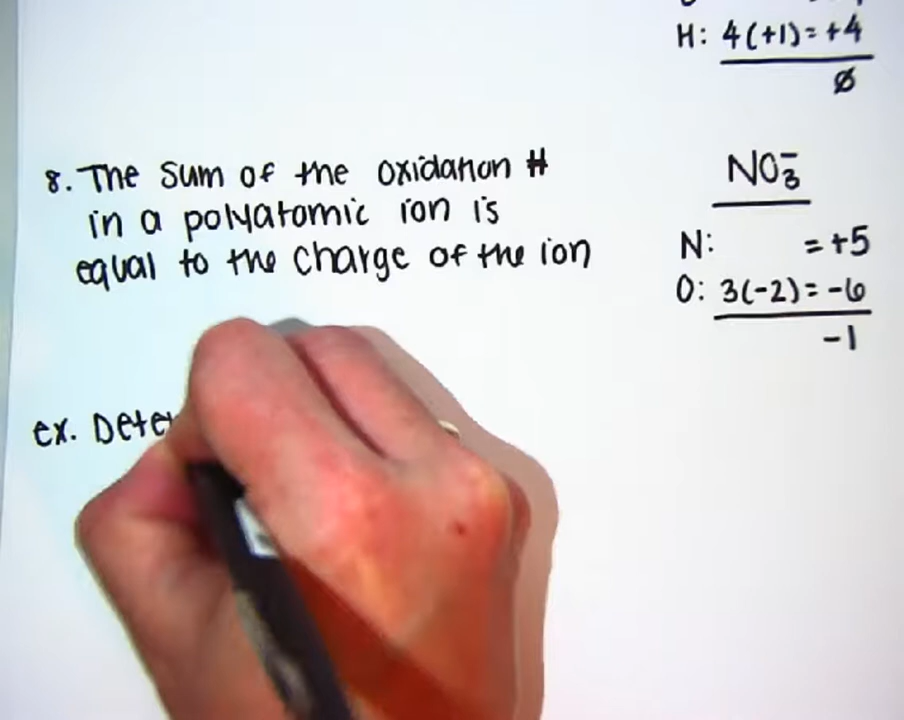 H: 4(+1)= +4
0
8. The sum of the oxidation #
in a polyatomic ion is
equal to the charge of the ion
NO₃⁻
N: = +5
O: 3(-2)= -6
-1
ex. Dete